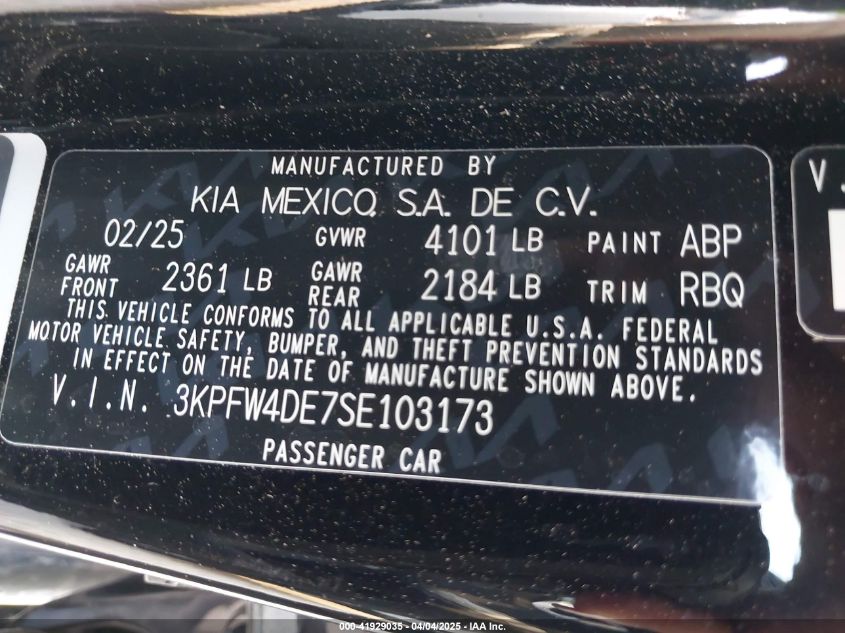 MANUFACTURED BY
KIA MEXICO, S.A. DE C.V.
02/25 GVWR 4101 LB PAINT ABP
GAWR FRONT 2361 LB GAWR REAR 2184 LB TRIM RBQ
THIS VEHICLE CONFORMS TO ALL APPLICABLE U.S.A. FEDERAL
MOTOR VEHICLE SAFETY, BUMPER, AND THEFT PREVENTION STANDARDS
IN EFFECT ON THE DATE OF MANUFACTURE SHOWN ABOVE.
V.I.N. 3KPFW4DE7SE103173
PASSENGER CAR
V.
000-41929035 - 04/04/2025 - IAA Inc.